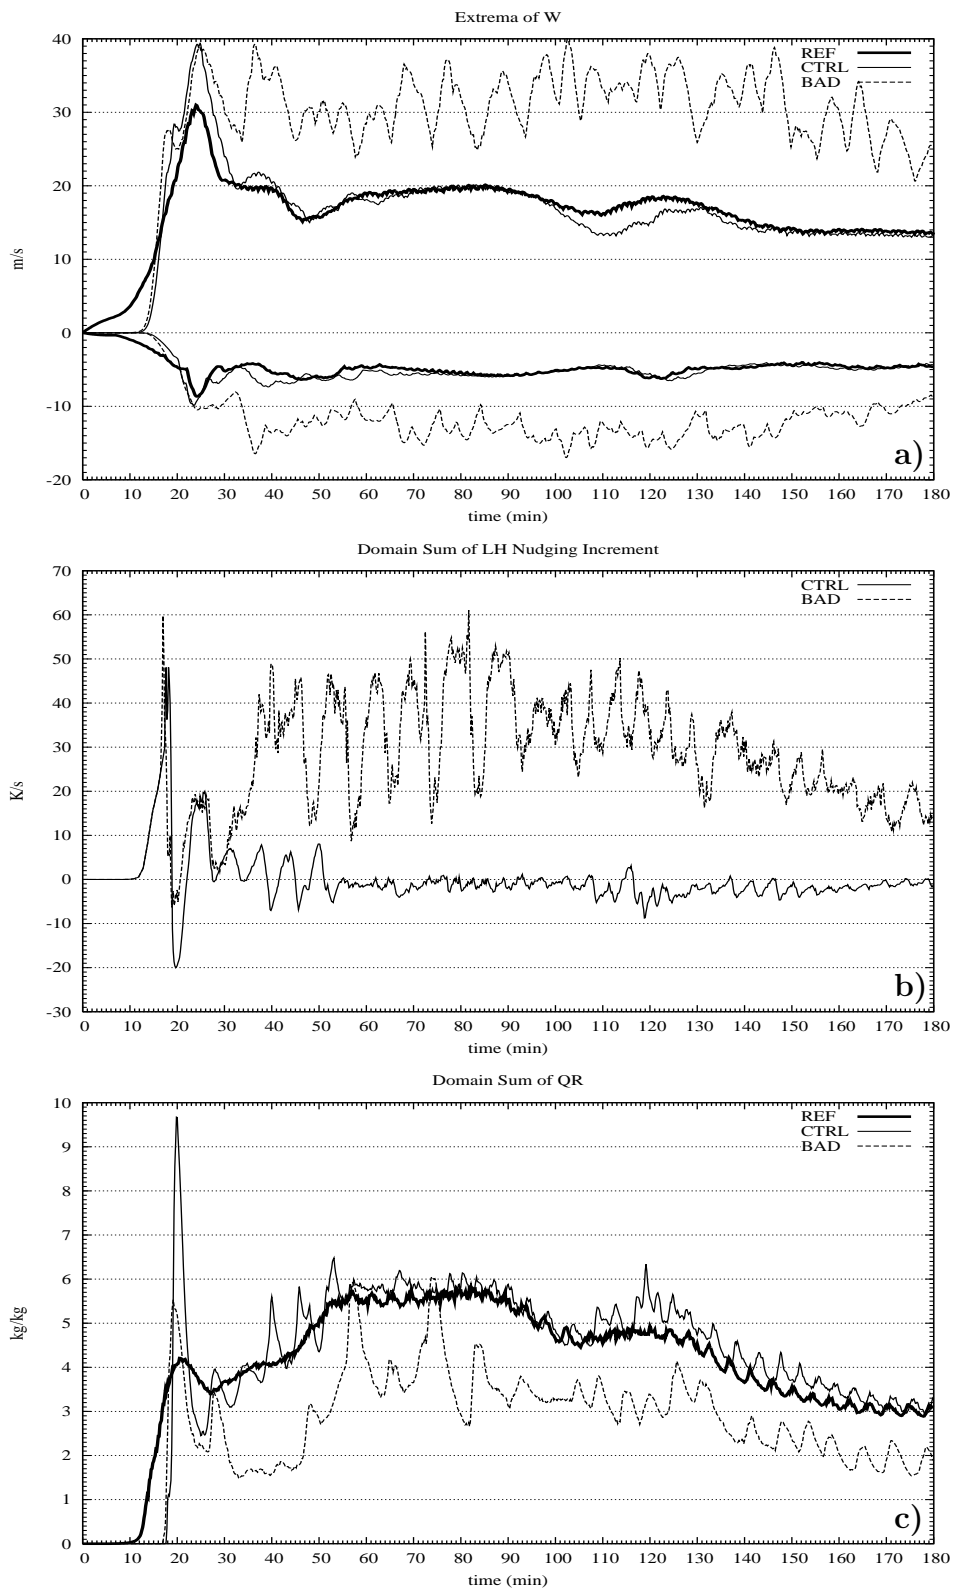 Extrema of W
40
30
20
10
0
-10
-20
m/s
REF
CTRL
BAD
a)
0 10 20 30 40 50 60 70 80 90 100 110 120 130 140 150 160 170 180
time (min)
Domain Sum of LH Nudging Increment
70
60
50
40
30
20
10
0
-10
-20
-30
K/s
CTRL
BAD
b)
0 10 20 30 40 50 60 70 80 90 100 110 120 130 140 150 160 170 180
time (min)
Domain Sum of QR
10
9
8
7
6
5
4
3
2
1
0
kg/kg
REF
CTRL
BAD
c)
0 10 20 30 40 50 60 70 80 90 100 110 120 130 140 150 160 170 180
time (min)